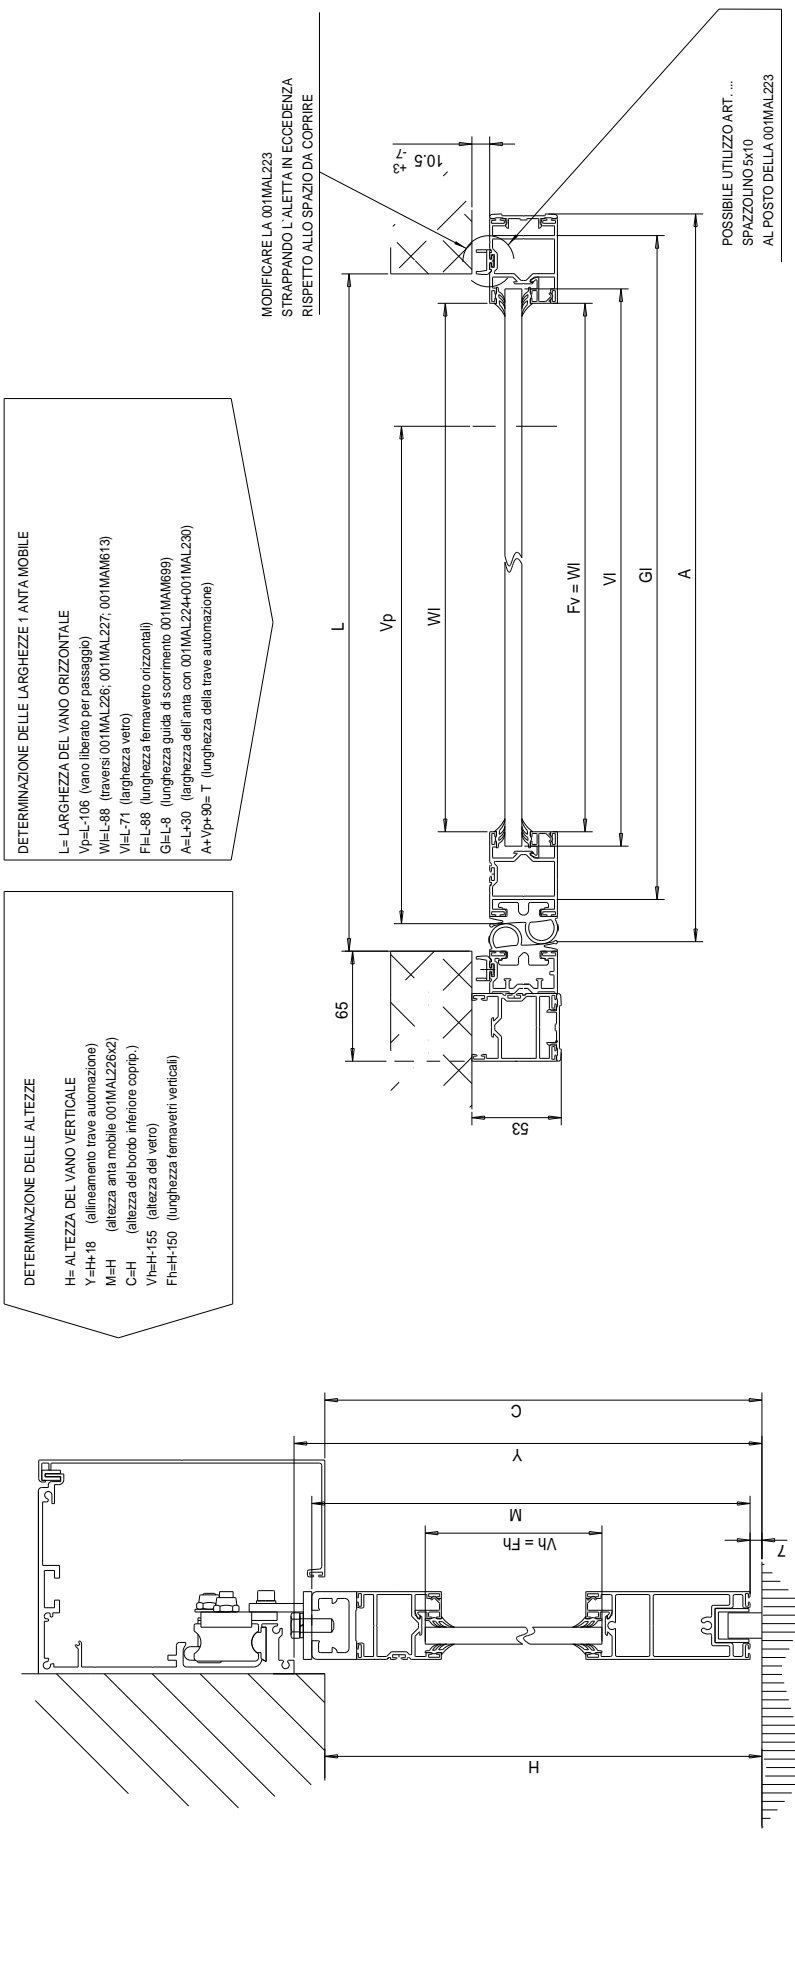 DETERMINAZIONE DELLE ALTEZZE
H= ALTEZZA DEL VANO VERTICALE
Y=H+18 (allineamento trave automazione)
M=H (altezza anta mobile 001MAL226x2)
C=H (altezza del bordo inferiore coprip.)
Vh=H-155 (altezza del vetro)
Fh=H-150 (lunghezza fermavetri verticali)
DETERMINAZIONE DELLE LARGHEZZE 1 ANTA MOBILE
L= LARGHEZZA DEL VANO ORIZZONTALE
Vp=L-106 (vano liberato per passaggio)
Wl=L-88 (traversi 001MAL226; 001MAL227; 001MAM613)
Vl=L-71 (larghezza vetro)
Fl=L-88 (lunghezza fermavetro orizzontali)
Gl=L-8 (lunghezza guida di scorrimento 001MAM699)
A=L+30 (larghezza dell'anta con 001MAL224+001MAL230)
A+Vp+90= T (lunghezza della trave automazione)
MODIFICARE LA 001MAL223
STRAPPANDO L'ALETTA IN ECCEDENZA
RISPETTO ALLO SPAZIO DA COPRIRE
10.5 +3 -7
65
L
Vp
Wl
53
Fv = Wl
Vl
Gl
A
POSSIBILE UTILIZZO ART. ...
SPAZZOLINO 5x10
AL POSTO DELLA 001MAL223
C
Y
M
Vh = Fh
7
H